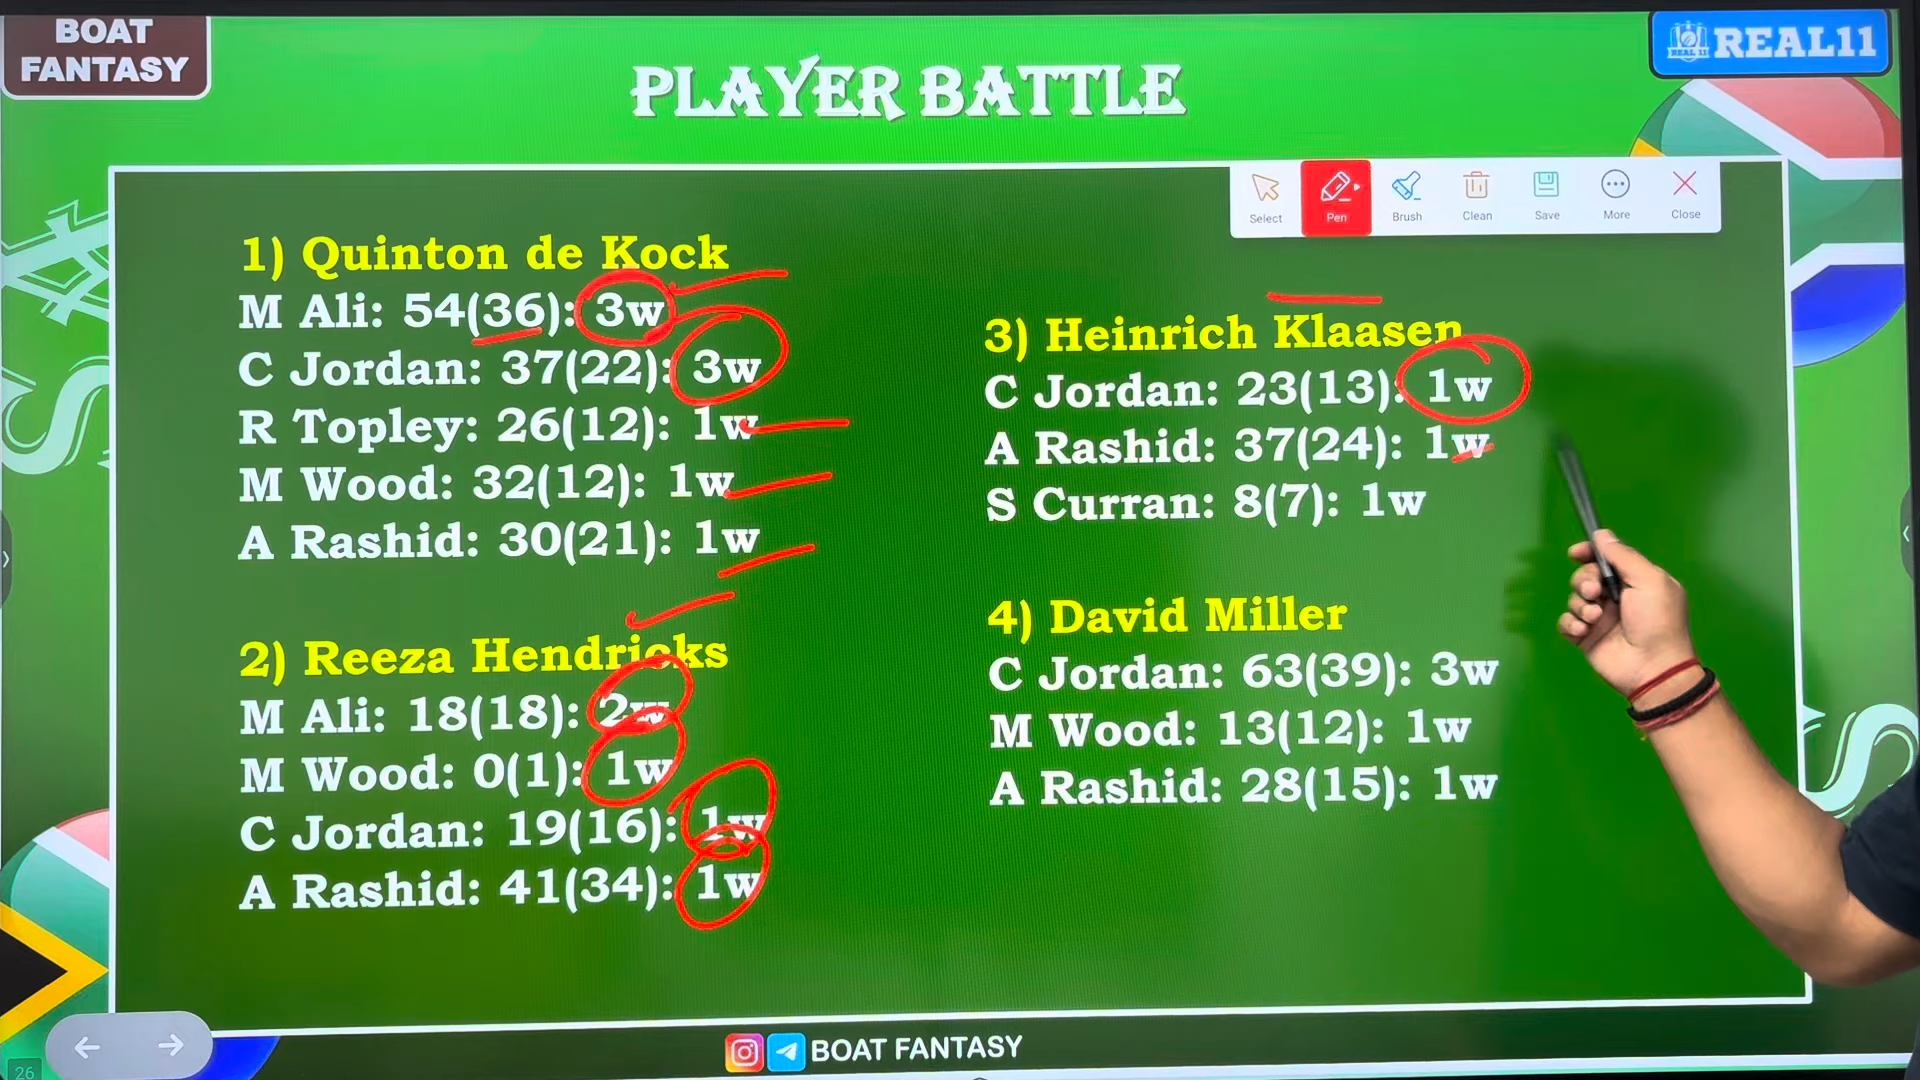 BOAT
FANTASY
REAL11
PLAYER BATTLE
Select
Pen
Brush
Clean
Save
More
Close
1) Quinton de Kock
M Ali: 54(36): 3w
C Jordan: 37(22): 3w
R Topley: 26(12): 1w
M Wood: 32(12): 1w
A Rashid: 30(21): 1w
2) Reeza Hendricks
M Ali: 18(18): 2w
M Wood: 0(1): 1w
C Jordan: 19(16): 1w
A Rashid: 41(34): 1w
3) Heinrich Klaasen
C Jordan: 23(13): 1w
A Rashid: 37(24): 1w
S Curran: 8(7): 1w
4) David Miller
C Jordan: 63(39): 3w
M Wood: 13(12): 1w
A Rashid: 28(15): 1w
BOAT FANTASY
26